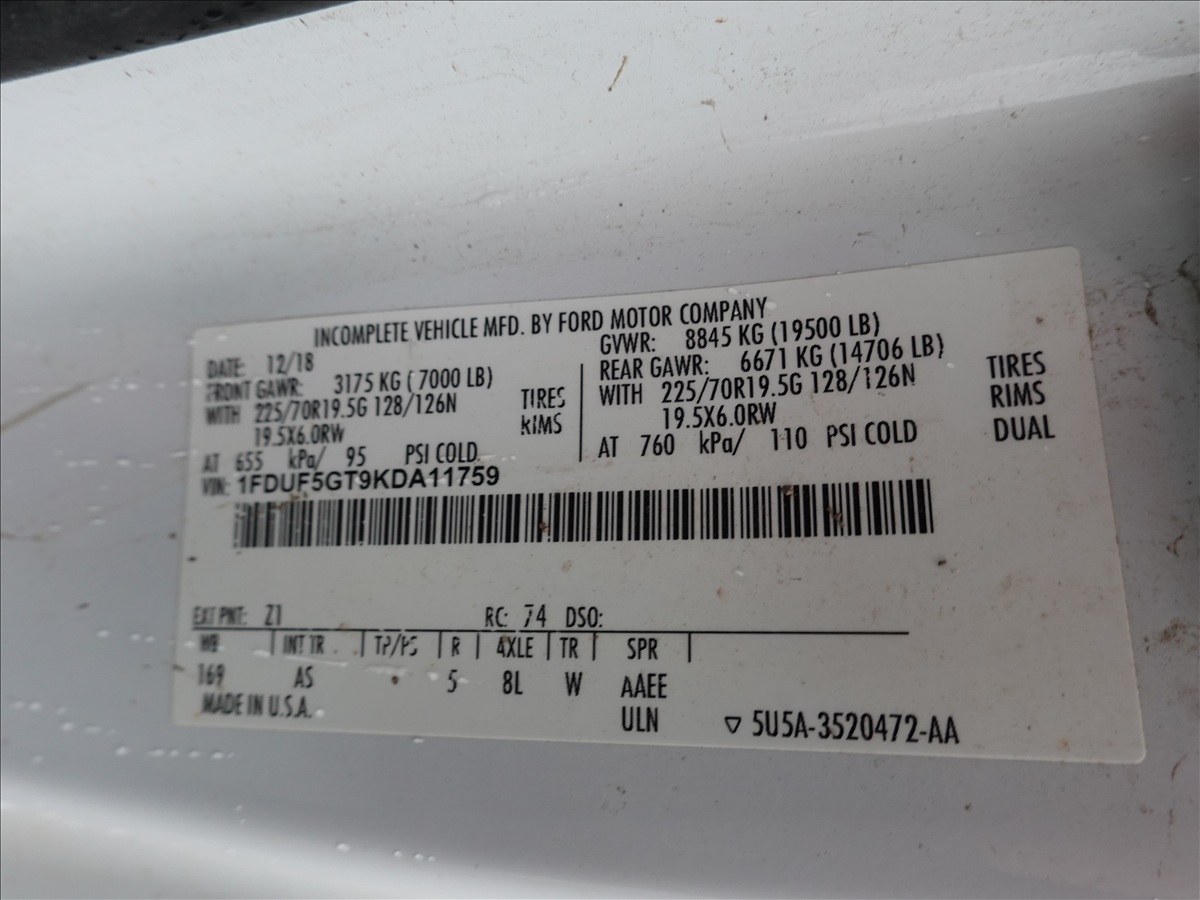 INCOMPLETE VEHICLE MFD. BY FORD MOTOR COMPANY
DATE: 12/18 GVWR: 8845 KG (19500 LB)
FRONT GAWR: 3175 KG ( 7000 LB) REAR GAWR: 6671 KG (14706 LB)
WITH 225/70R19.5G 128/126N TIRES WITH 225/70R19.5G 128/126N TIRES
19.5X6.0RW RIMS 19.5X6.0RW RIMS
AT 655 kPa/ 95 PSI COLD AT 760 kPa/ 110 PSI COLD DUAL
VIN: 1FDUF5GT9KDA11759
EXT PNT: Z1 RC: 74 DSO:
WB INT TR TP/PS R AXLE TR SPR
169 AS 5 8L W AAEE
MADE IN U.S.A. ULN ▽ 5U5A-3520472-AA